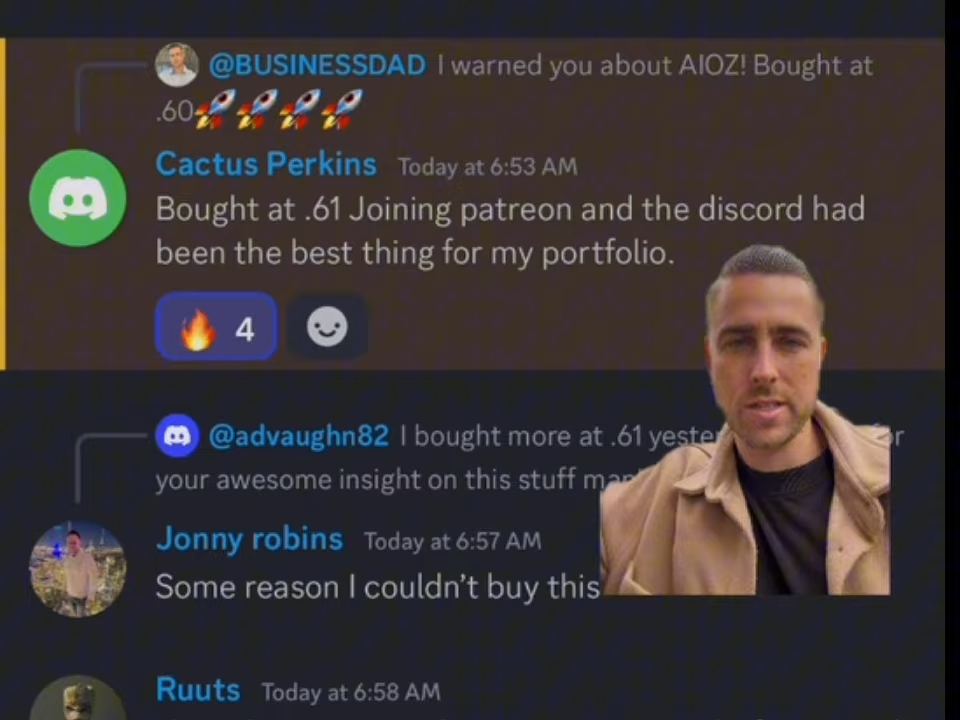 @BUSINESSDAD I warned you about AIOZ! Bought at
.60🚀🚀🚀🚀
Cactus Perkins Today at 6:53 AM
Bought at .61 Joining patreon and the discord had
been the best thing for my portfolio.
🔥 4
@advaughn82 I bought more at .61
your awesome insight on this stuff
Jonny robins Today at 6:57 AM
Some reason I couldn't buy this
Ruuts Today at 6:58 AM